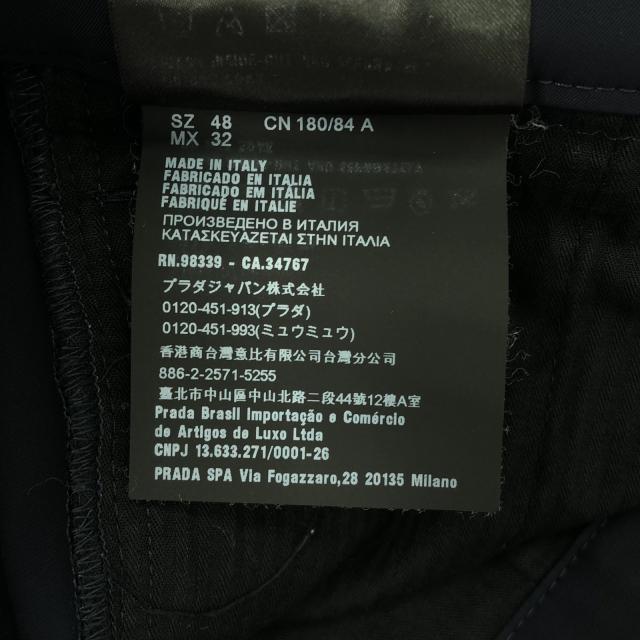 SZ 48 CN 180/84 A
MX 32
MADE IN ITALY
FABRICADO EN ITALIA
FABRICADO EM ITALIA
FABRIQUÉ EN ITALIE
ПРОИЗВЕДЕНО В ИТАЛИЯ
ΚΑΤΑΣΚΕΥΑΖΕΤΑΙ ΣΤΗΝ ΙΤΑΛΙΑ
RN.98339 - CA.34767
プラダジャパン株式会社
0120-451-913(プラダ)
0120-451-993(ミュウミュウ)
香港商台灣意比有限公司台灣分公司
886-2-2571-5255
臺北市中山區中山北路二段44號12樓A室
Prada Brasil Importação e Comércio
de Artigos de Luxo Ltda
CNPJ 13.633.271/0001-26
PRADA SPA Via Fogazzaro,28 20135 Milano